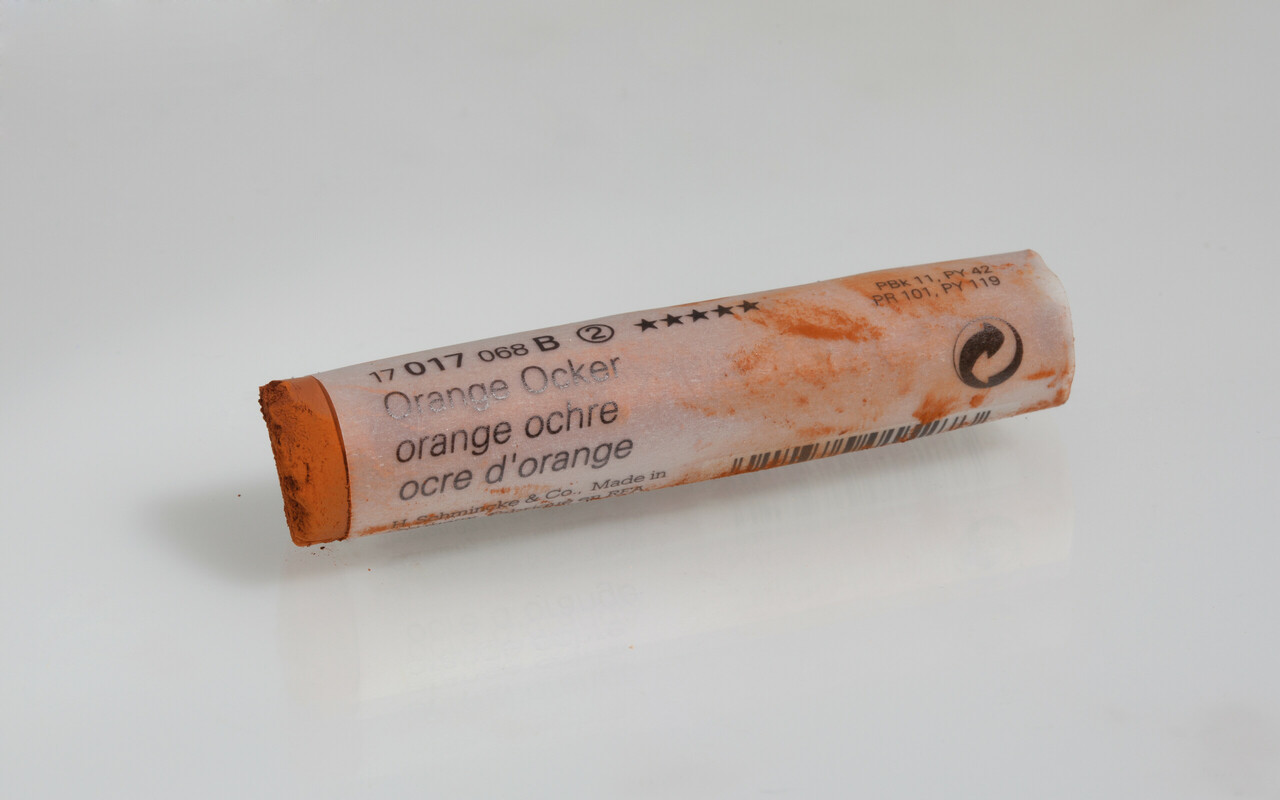 17 017 068 B ② ★★★★★
Orange Ocker
orange ochre
ocre d'orange
H. Schmincke & Co., Made in
PBk 11, PY 42
PR 101, PY 119